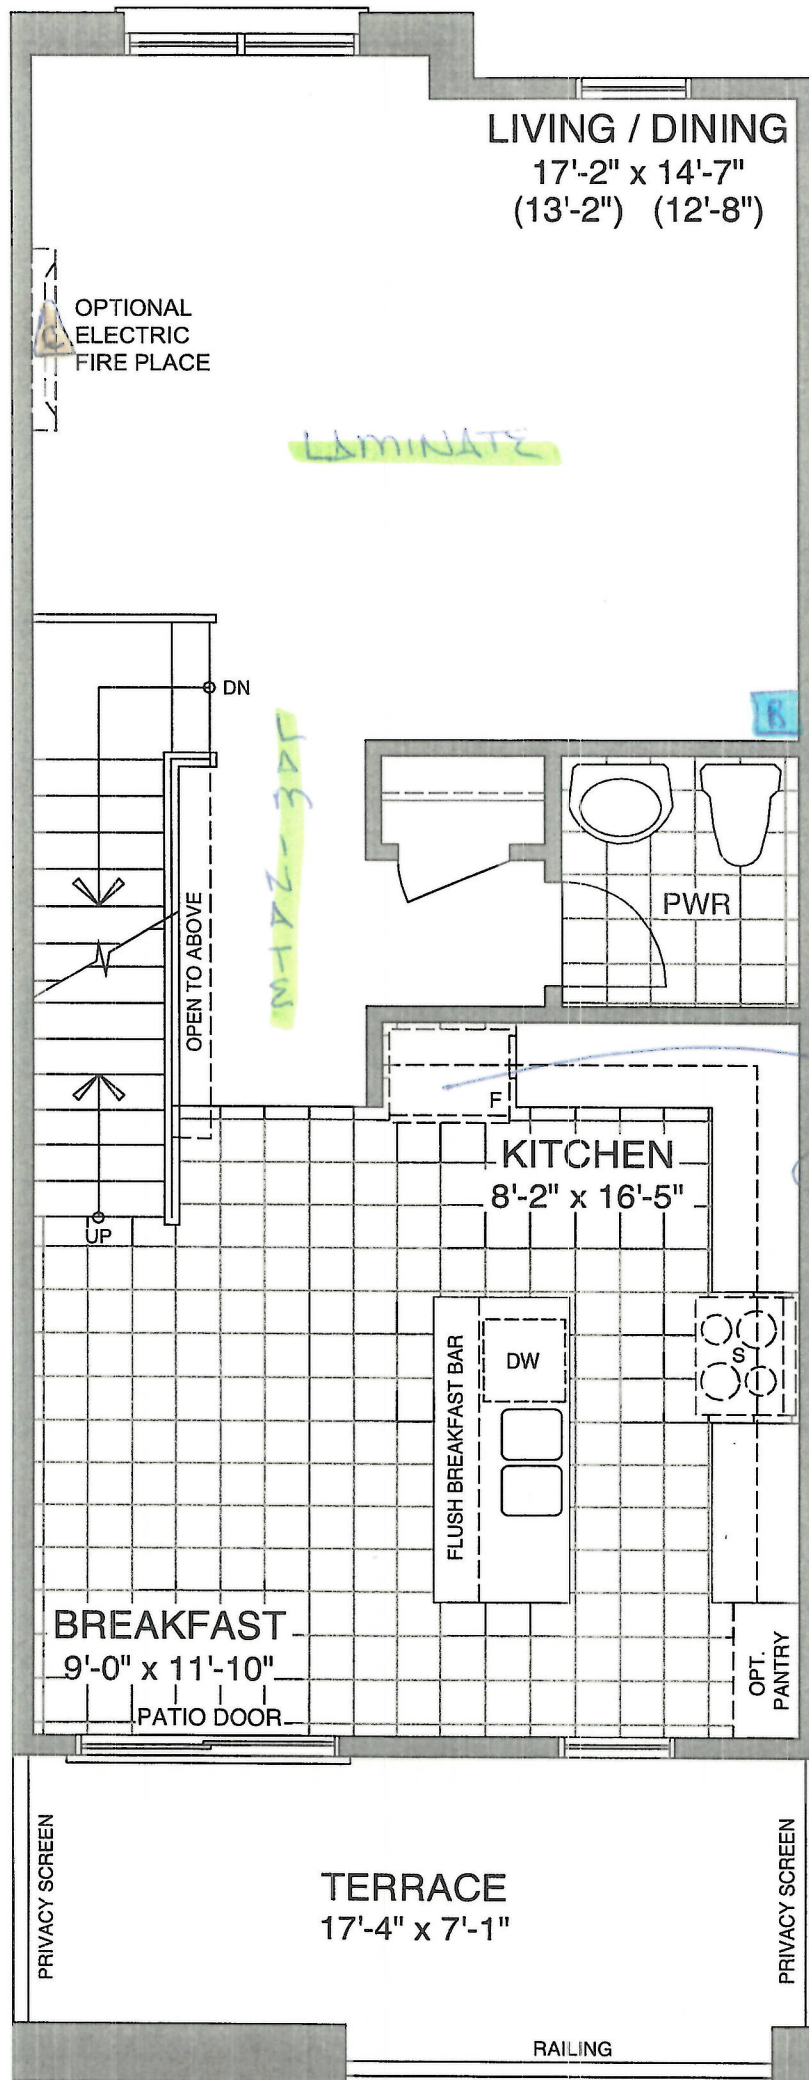 LIVING / DINING
17'-2" x 14'-7"
(13'-2") (12'-8")
OPTIONAL
ELECTRIC
FIRE PLACE
C
LAMINATE
DN
R
LAMINATE
PWR
OPEN TO ABOVE
F
KITCHEN
8'-2" x 16'-5"
UP
FLUSH BREAKFAST BAR
DW
S
BREAKFAST
9'-0" x 11'-10"
PATIO DOOR
OPT.
PANTRY
PRIVACY SCREEN
TERRACE
17'-4" x 7'-1"
PRIVACY SCREEN
RAILING